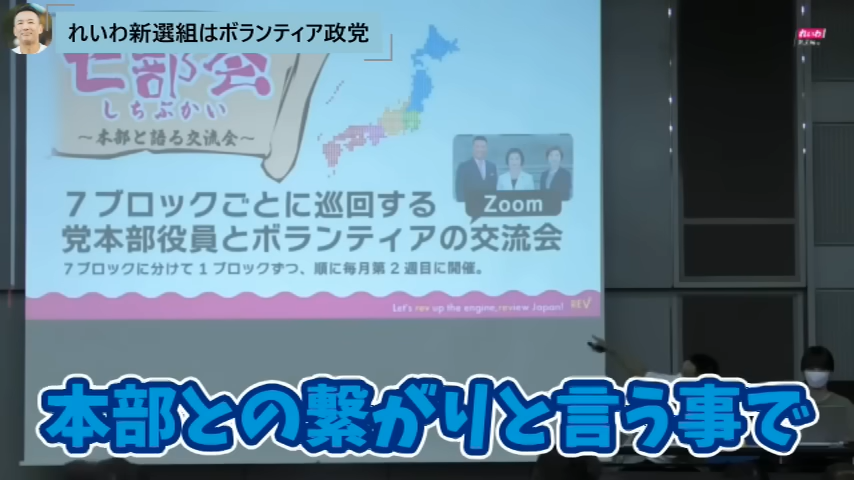 れいわ新選組はボランティア政党
れいわ
七部会
しちぶかい
～本部と語る交流会～
Zoom
7ブロックごとに巡回する
党本部役員とボランティアの交流会
7ブロックに分けて1ブロックずつ、順に毎月第2週目に開催。
Let's rev up the engine,review Japan! REV
本部との繋がりと言う事で